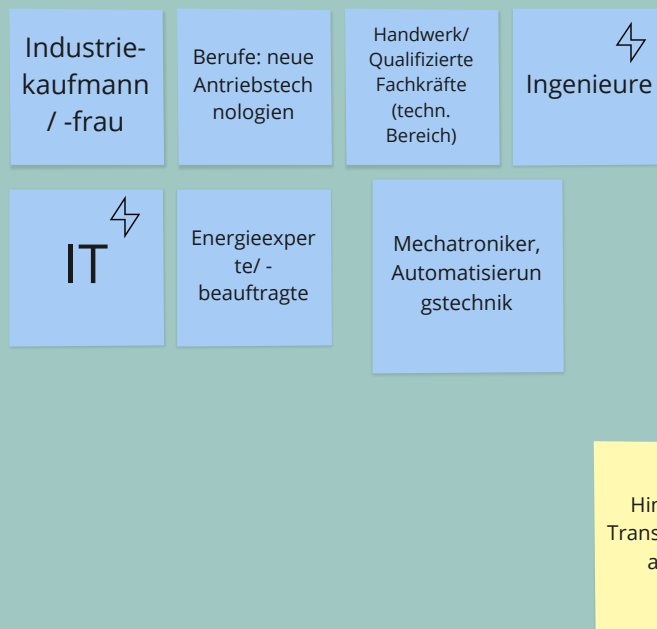 Industrie-
kaufmann
/ -frau
Berufe: neue
Antriebstech
nologien
Handwerk/
Qualifizierte
Fachkräfte
(techn.
Bereich)
Ingenieure
IT
Energieexper
te/ -
beauftragte
Mechatroniker,
Automatisierun
gstechnik